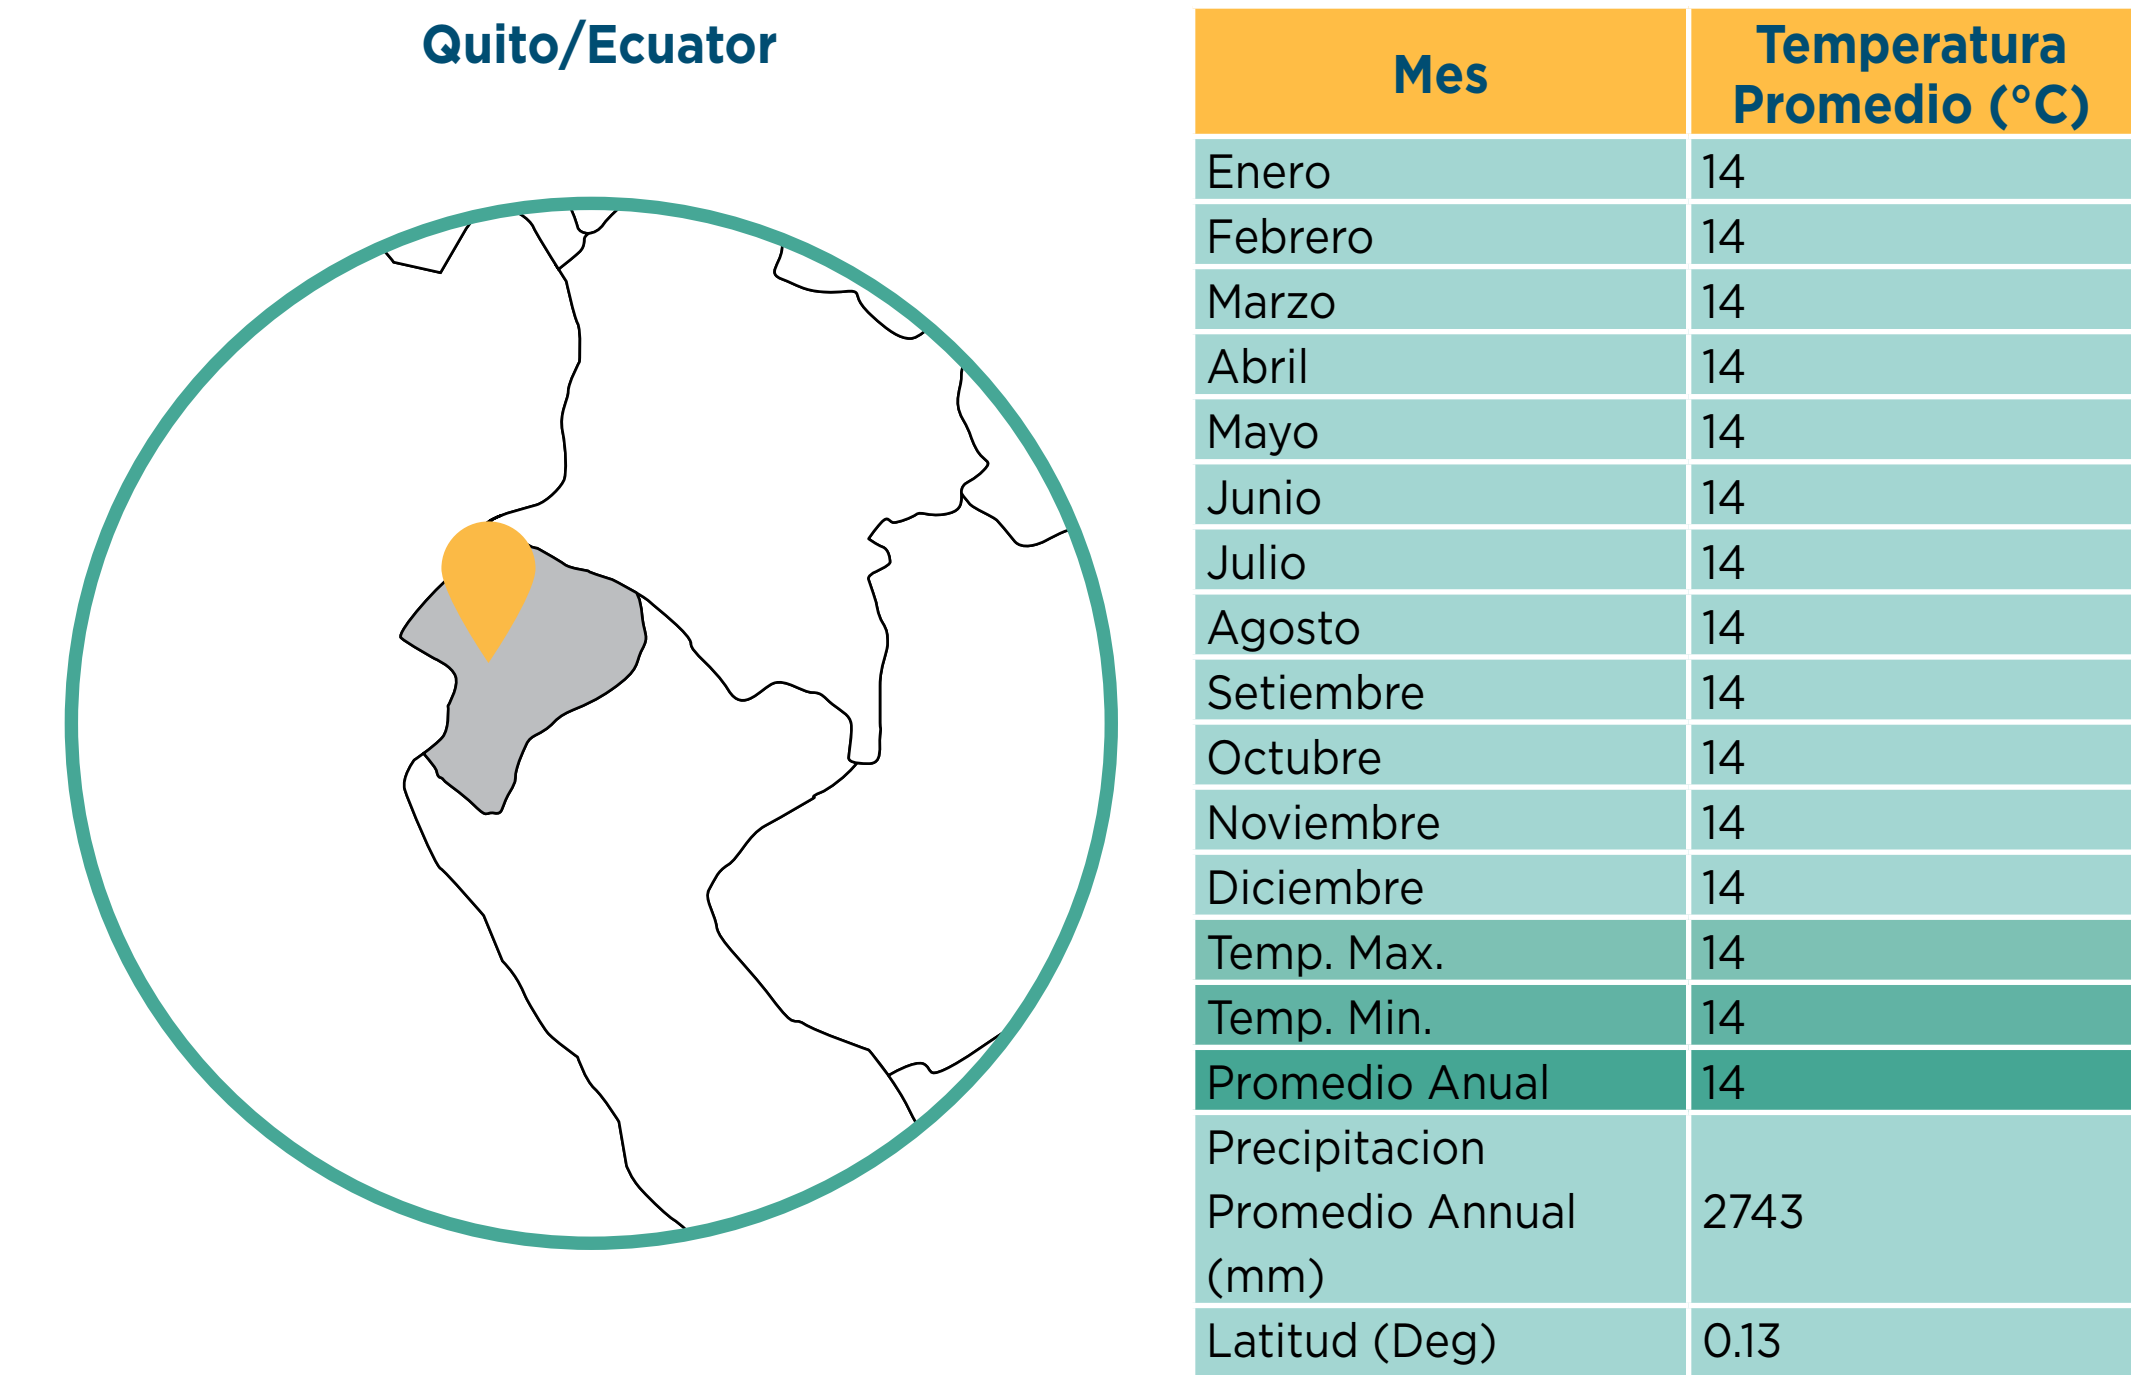 Quito/Ecuator
Mes
Temperatura
Promedio (°C)
Enero 14
Febrero 14
Marzo 14
Abril 14
Mayo 14
Junio 14
Julio 14
Agosto 14
Setiembre 14
Octubre 14
Noviembre 14
Diciembre 14
Temp. Max. 14
Temp. Min. 14
Promedio Anual 14
Precipitacion
Promedio Annual 2743
(mm)
Latitud (Deg) 0.13